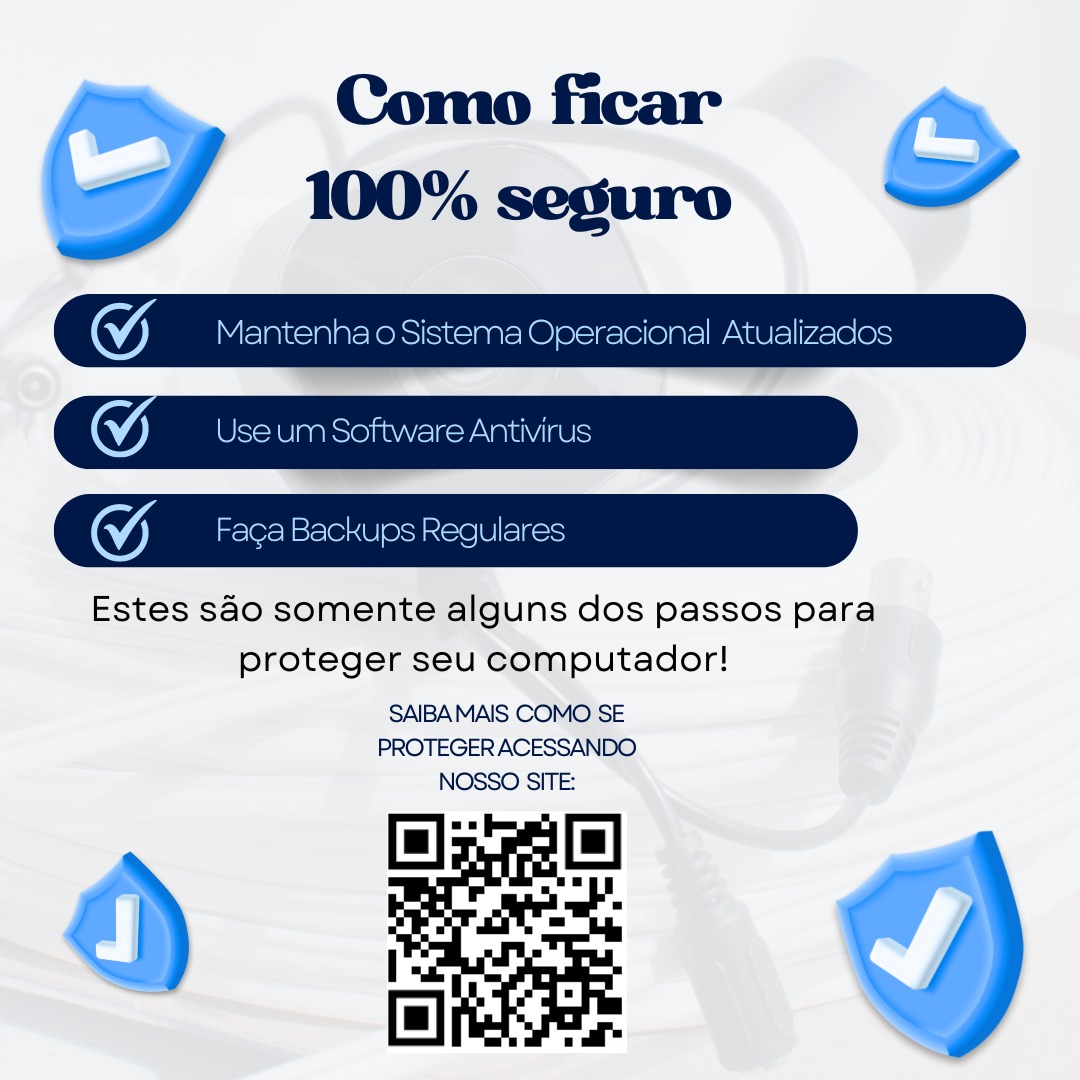 Como ficar
100% seguro
Mantenha o Sistema Operacional Atualizados
Use um Software Antivírus
Faça Backups Regulares
Estes são somente alguns dos passos para
proteger seu computador!
SAIBA MAIS COMO SE
PROTEGER ACESSANDO
NOSSO SITE: